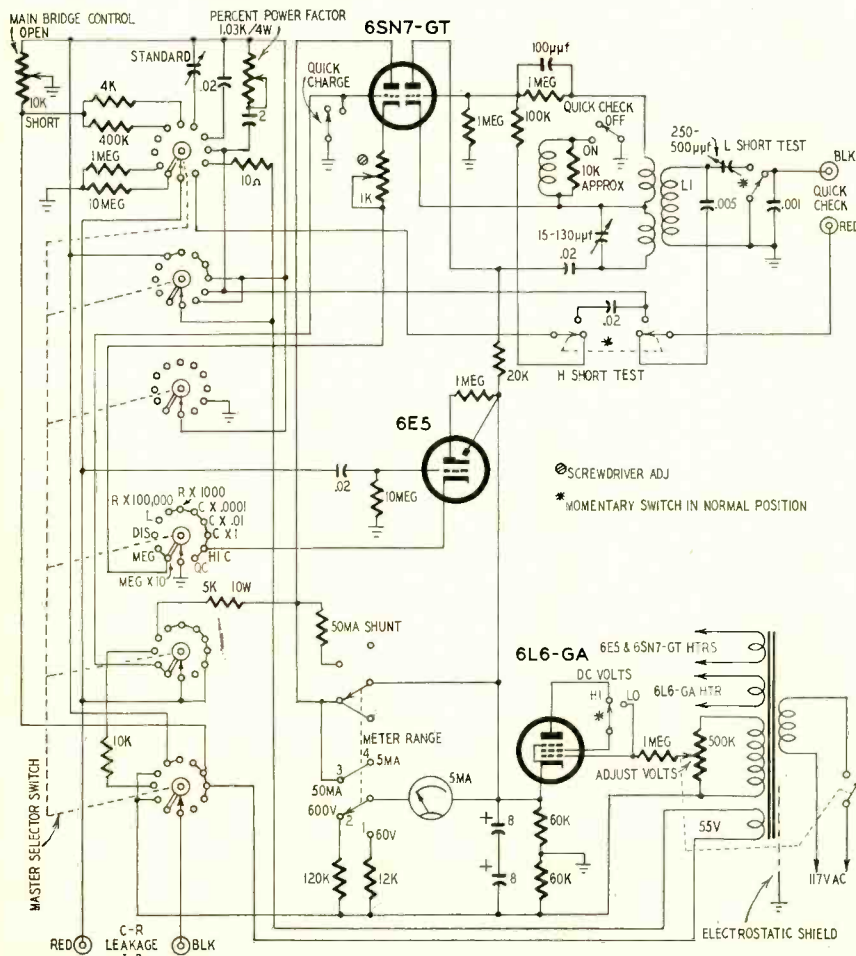 MAIN BRIDGE CONTROL
OPEN
10K
SHORT
4K
400K
1MEG
10MEG
STANDARD
.02
PERCENT POWER FACTOR
1.03K/4W
2
10Ω
QUICK
CHARGE
6SN7-GT
1K
1MEG
100K
100μμf
1MEG
QUICK CHECK
OFF
ON
10K
APPROX
15-130μμf
.02
L1
250-
500μμf
L SHORT TEST
*
.005
.001
BLK
QUICK
CHECK
RED
.02
*
H SHORT TEST
20K
1MEG
6E5
.02
10MEG
SCREWDRIVER ADJ
* MOMENTARY SWITCH IN NORMAL POSITION
R X 1000
R X 100,000
C X .0001
L
C X .01
DIS
C X 1
MEG
HI C
MEG X 10
QC
5K 10W
50MA SHUNT
METER RANGE
4
5MA
3
50MA
600V
2
1
60V
5MA
120K
12K
10K
+
8
+
8
60K
60K
6L6-GA
DC VOLTS
HI
LO
*
1MEG
ADJUST VOLTS
500K
6E5 & 6SN7-GT HTRS
6L6-GA HTR
55V
117V AC
ELECTROSTATIC SHIELD
MASTER SELECTOR SWITCH
RED
C-R
LEAKAGE
BLK